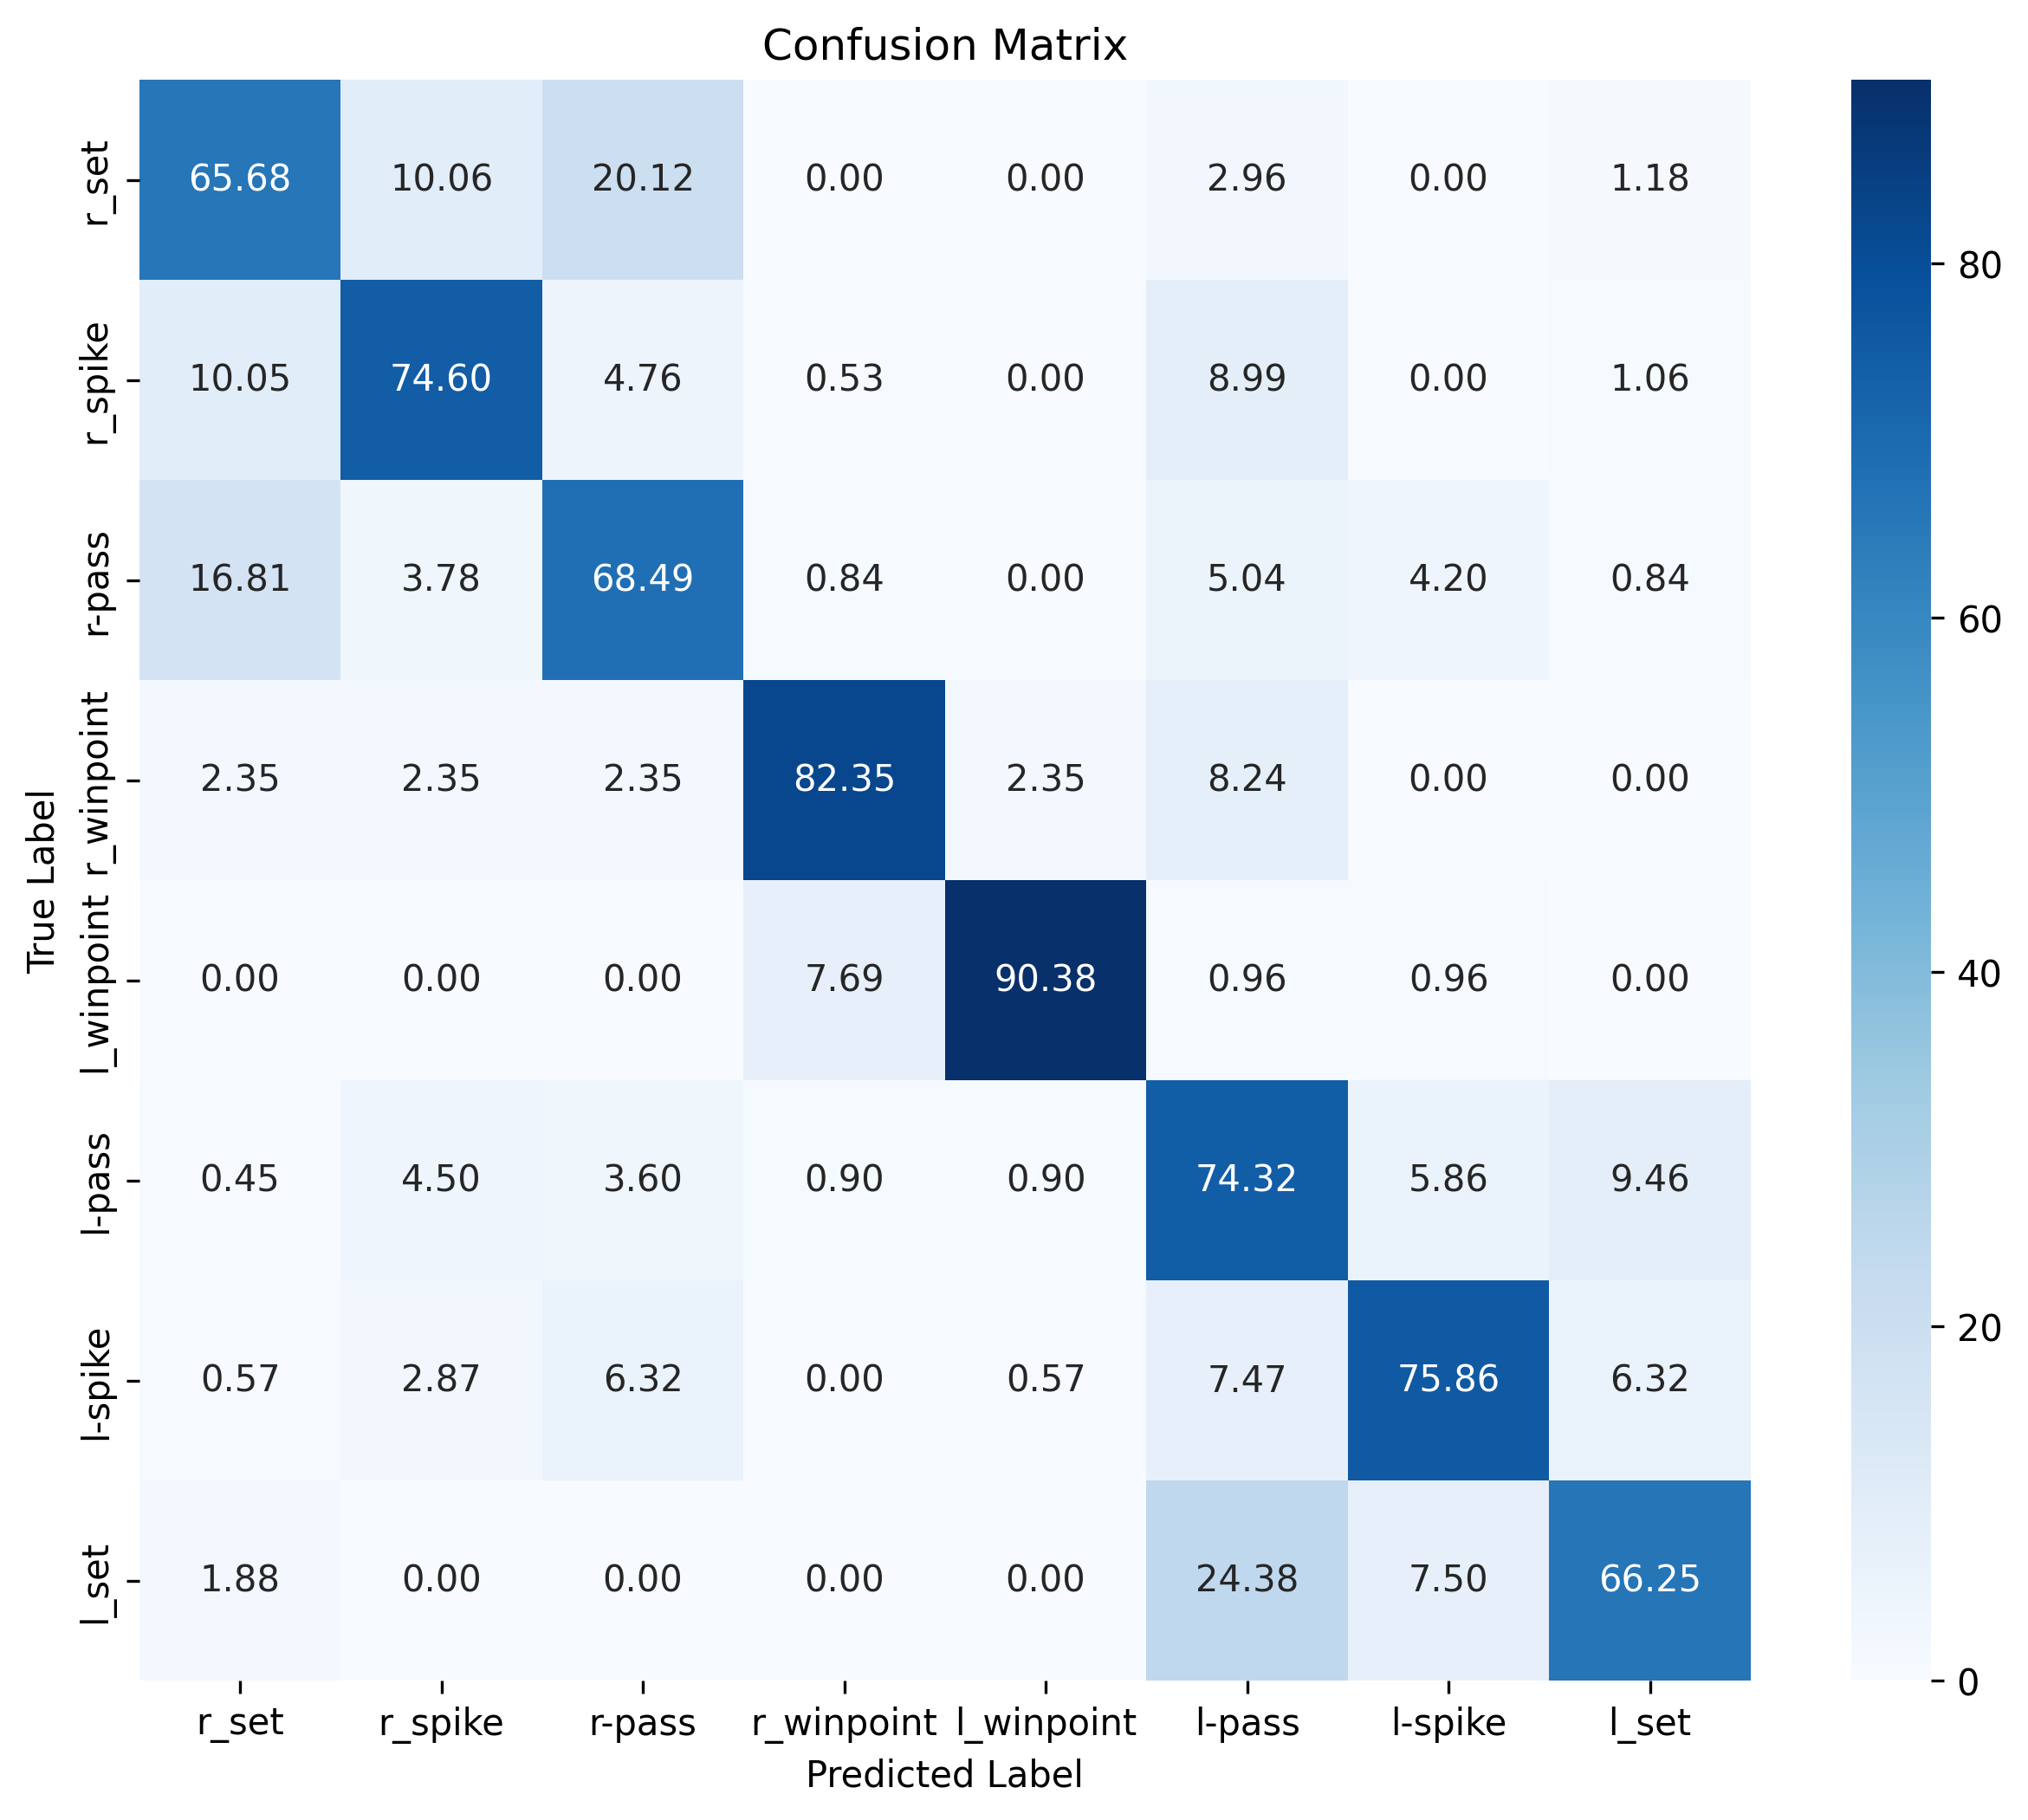 Confusion Matrix
True Label
r_set 65.68 10.06 20.12 0.00 0.00 2.96 0.00 1.18
r_spike 10.05 74.60 4.76 0.53 0.00 8.99 0.00 1.06
r-pass 16.81 3.78 68.49 0.84 0.00 5.04 4.20 0.84
r_winpoint 2.35 2.35 2.35 82.35 2.35 8.24 0.00 0.00
l_winpoint 0.00 0.00 0.00 7.69 90.38 0.96 0.96 0.00
l-pass 0.45 4.50 3.60 0.90 0.90 74.32 5.86 9.46
l-spike 0.57 2.87 6.32 0.00 0.57 7.47 75.86 6.32
l_set 1.88 0.00 0.00 0.00 0.00 24.38 7.50 66.25
r_set r_spike r-pass r_winpoint l_winpoint l-pass l-spike l_set
Predicted Label
80
60
40
20
0